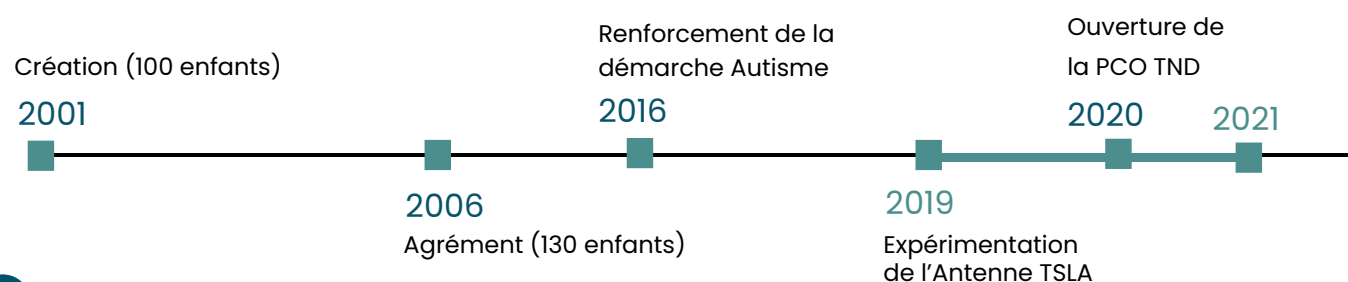 Création (100 enfants)
2001
2006
Agrément (130 enfants)
Renforcement de la
démarche Autisme
2016
2019
Expérimentation
de l'Antenne TSLA
Ouverture de
la PCO TND
2020
2021